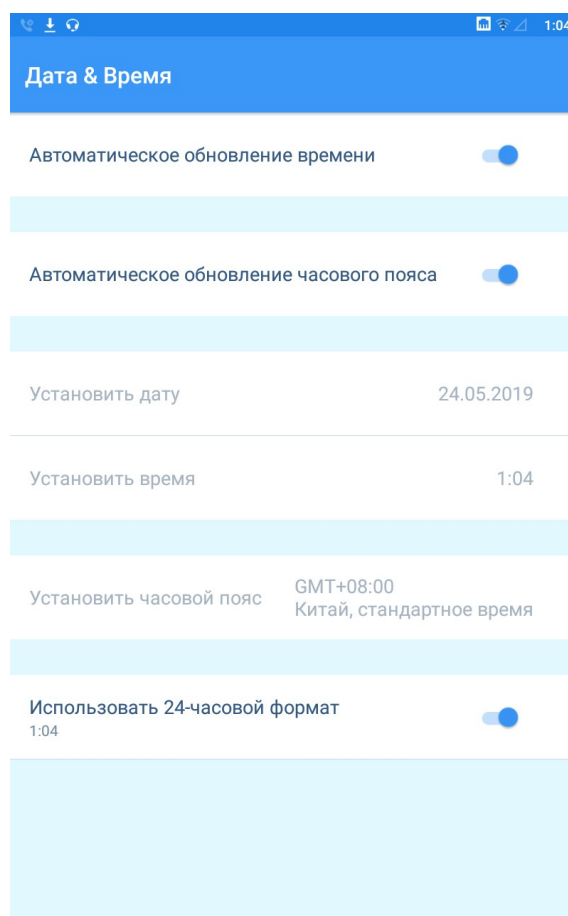 1:04
Дата & Время
Автоматическое обновление времени
Автоматическое обновление часового пояса
Установить дату 24.05.2019
Установить время 1:04
Установить часовой пояс GMT+08:00
Китай, стандартное время
Использовать 24-часовой формат
1:04